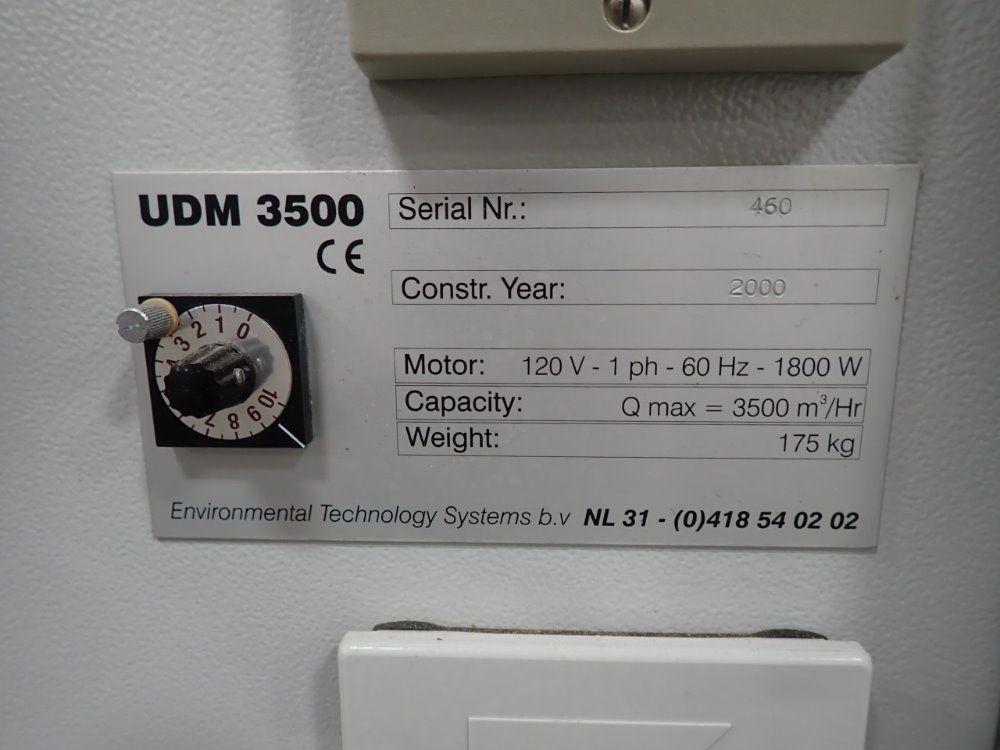 UDM 3500
CE
Serial Nr.: 460
Constr. Year: 2000
Motor: 120 V - 1 ph - 60 Hz - 1800 W
Capacity: Q max = 3500 m³/Hr
Weight: 175 kg
3 2 1 0
7 8 9 10
Environmental Technology Systems b.v NL 31 - (0)418 54 02 02